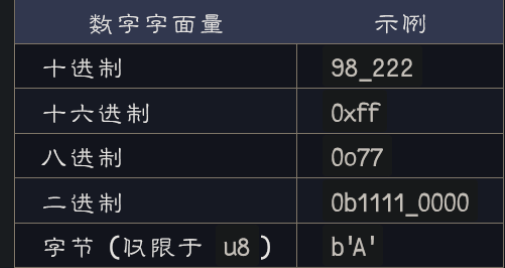 数字字面量 示例
十进制 98_222
十六进制 0xff
八进制 0o77
二进制 0b1111_0000
字节 (仅限于 u8 ) b'A'